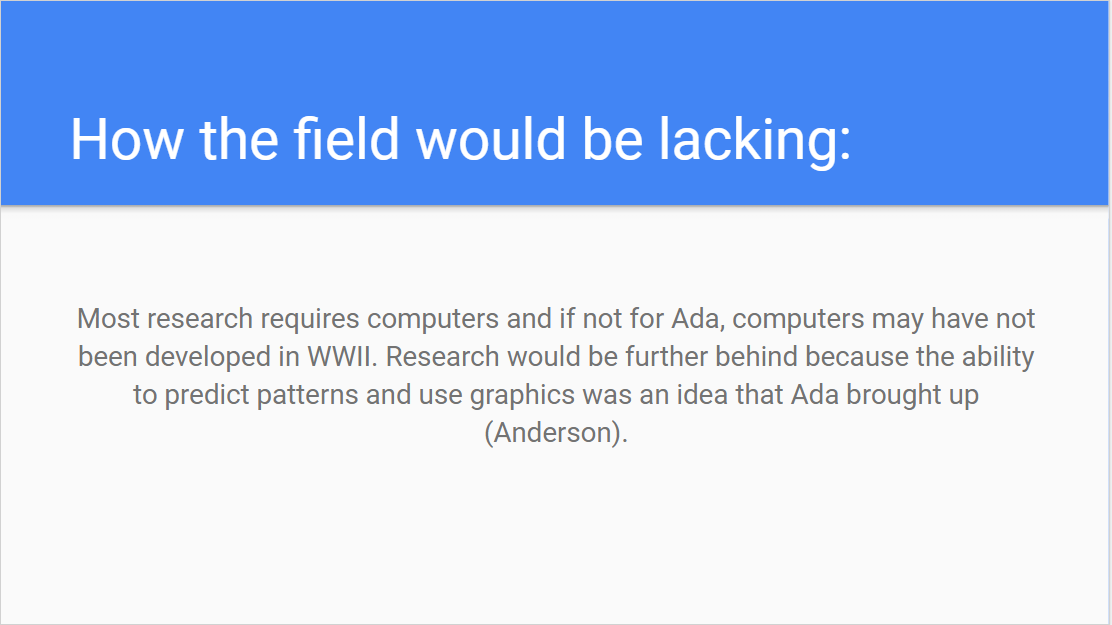 How the field would be lacking:
Most research requires computers and if not for Ada, computers may have not
been developed in WWII. Research would be further behind because the ability
to predict patterns and use graphics was an idea that Ada brought up
(Anderson).